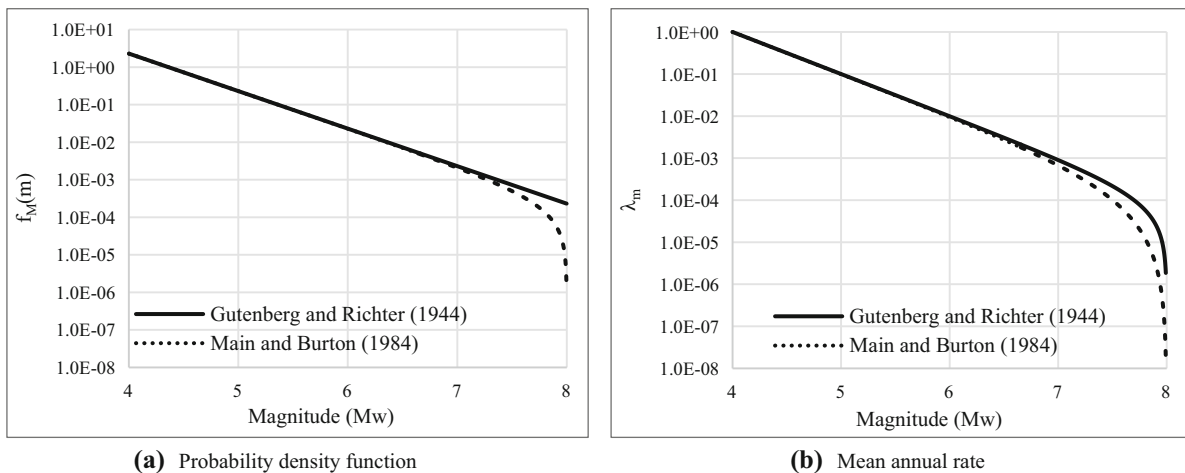 1.0E+01
1.0E+00
1.0E-01
1.0E-02
1.0E-03
1.0E-04
1.0E-05
1.0E-06
1.0E-07
1.0E-08
f_M(m)
Gutenberg and Richter (1944)
Main and Burton (1984)
4 5 6 7 8
Magnitude (Mw)
(a) Probability density function
1.0E+00
1.0E-01
1.0E-02
1.0E-03
1.0E-04
1.0E-05
1.0E-06
1.0E-07
1.0E-08
λ_m
Gutenberg and Richter (1944)
Main and Burton (1984)
4 5 6 7 8
Magnitude (Mw)
(b) Mean annual rate